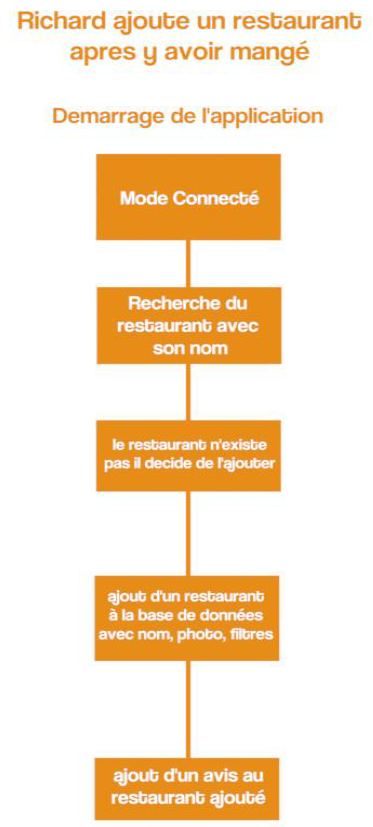 Richard ajoute un restaurant
apres y avoir mangé
Demarrage de l'application
Mode Connecté
Recherche du
restaurant avec
son nom
le restaurant n'existe
pas il decide de l'ajouter
ajout d'un restaurant
à la base de données
avec nom, photo, filtres
ajout d'un avis au
restaurant ajouté